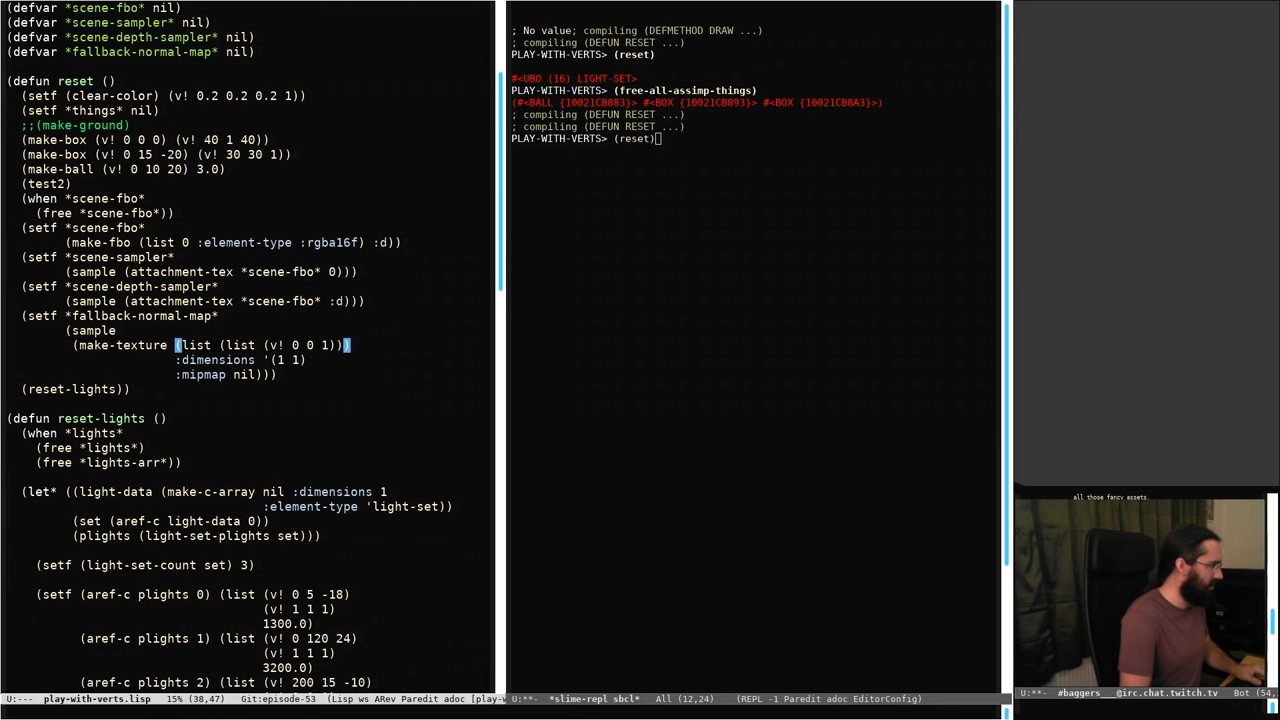 (defvar *scene-fbo* nil)
(defvar *scene-sampler* nil)
(defvar *scene-depth-sampler* nil)
(defvar *fallback-normal-map* nil)
(defun reset ()
(setf (clear-color) (v! 0.2 0.2 0.2 1))
(setf *things* nil)
;;(make-ground)
(make-box (v! 0 0 0) (v! 40 1 40))
(make-box (v! 0 15 -20) (v! 30 30 1))
(make-ball (v! 0 10 20) 3.0)
(test2)
(when *scene-fbo*
(free *scene-fbo*))
(setf *scene-fbo*
(make-fbo (list 0 :element-type :rgba16f) :d))
(setf *scene-sampler*
(sample (attachment-tex *scene-fbo* 0)))
(setf *scene-depth-sampler*
(sample (attachment-tex *scene-fbo* :d)))
(setf *fallback-normal-map*
(sample
(make-texture (list (list (v! 0 0 1)))
:dimensions '(1 1)
:mipmap nil)))
(reset-lights))
(defun reset-lights ()
(when *lights*
(free *lights*)
(free *lights-arr*))
(let* ((light-data (make-c-array nil :dimensions 1
:element-type 'light-set))
(set (aref-c light-data 0))
(plights (light-set-plights set)))
(setf (light-set-count set) 3)
(setf (aref-c plights 0) (list (v! 0 5 -18)
(v! 1 1 1)
1300.0)
(aref-c plights 1) (list (v! 0 120 24)
(v! 1 1 1)
3200.0)
(aref-c plights 2) (list (v! 200 15 -10)
U:--- play-with-verts.lisp 15% (38,47) Git:episode-53 (Lisp ws ARev Paredit adoc [play-w
; No value; compiling (DEFMETHOD DRAW ...)
; compiling (DEFUN RESET ...)
PLAY-WITH-VERTS> (reset)
#<UBO (16) LIGHT-SET>
PLAY-WITH-VERTS> (free-all-assimp-things)
(#<BALL {10021CB883}> #<BOX {10021CB893}> #<BOX {10021CB8A3}>)
; compiling (DEFUN RESET ...)
; compiling (DEFUN RESET ...)
PLAY-WITH-VERTS> (reset)
U:**- *slime-repl sbcl* All (12,24) (REPL -1 Paredit adoc EditorConfig)
all those fancy assets.
U:**- #baggers__@irc.chat.twitch.tv Bot (54,